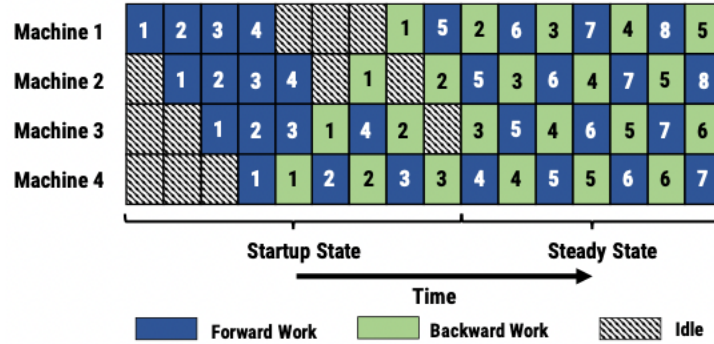 Machine 1 1 2 3 4 1 5 2 6 3 7 4 8 5
Machine 2 1 2 3 4 1 2 5 3 6 4 7 5 8
Machine 3 1 2 3 1 4 2 3 5 4 6 5 7 6
Machine 4 1 1 2 2 3 3 4 4 5 5 6 6 7
Startup State Steady State
Time
Forward Work Backward Work Idle